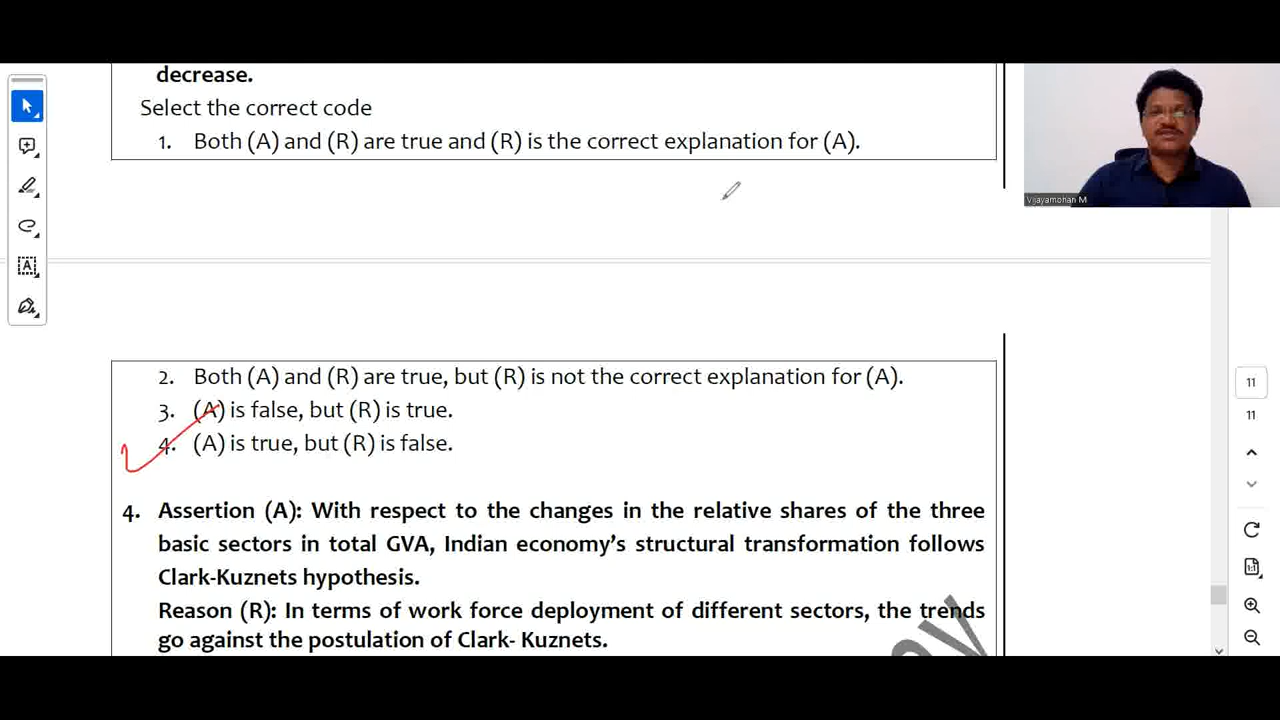 decrease.
Select the correct code
1. Both (A) and (R) are true and (R) is the correct explanation for (A).
Vijayamohan M
2. Both (A) and (R) are true, but (R) is not the correct explanation for (A).
3. (A) is false, but (R) is true.
4. (A) is true, but (R) is false.
4. Assertion (A): With respect to the changes in the relative shares of the three
basic sectors in total GVA, Indian economy's structural transformation follows
Clark-Kuznets hypothesis.
Reason (R): In terms of work force deployment of different sectors, the trends
go against the postulation of Clark- Kuznets.
11
11
1:1